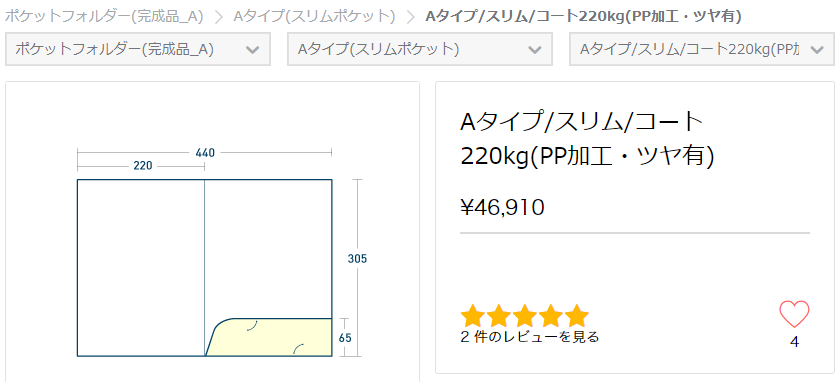 ポケットフォルダー(完成品_A) > Aタイプ(スリムポケット) > Aタイプ/スリム/コート220kg(PP加工・ツヤ有)
ポケットフォルダー(完成品_A)
Aタイプ(スリムポケット)
Aタイプ/スリム/コート220kg(PP加
440
220
305
65
Aタイプ/スリム/コート
220kg(PP加工・ツヤ有)
¥46,910
2 件のレビューを見る
4